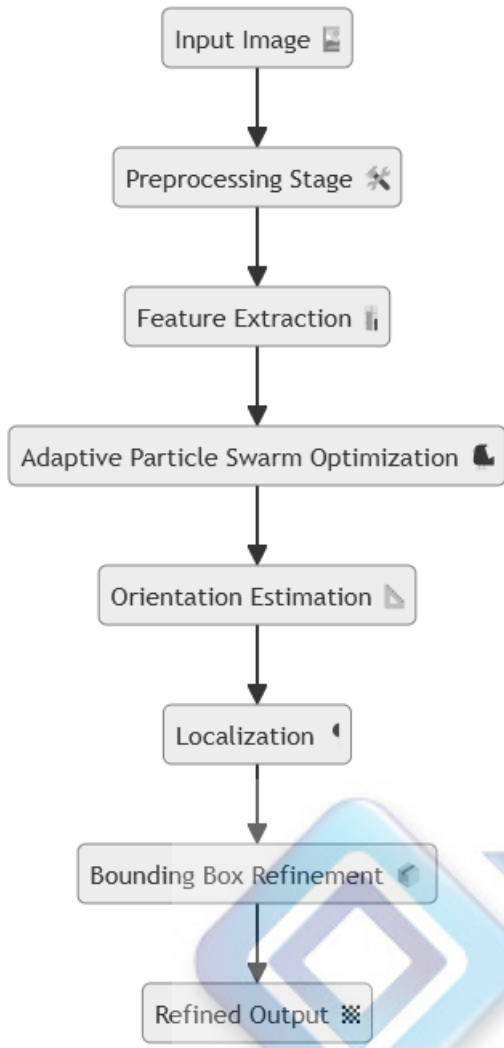 Input Image
Preprocessing Stage
Feature Extraction
Adaptive Particle Swarm Optimization
Orientation Estimation
Localization
Bounding Box Refinement
Refined Output